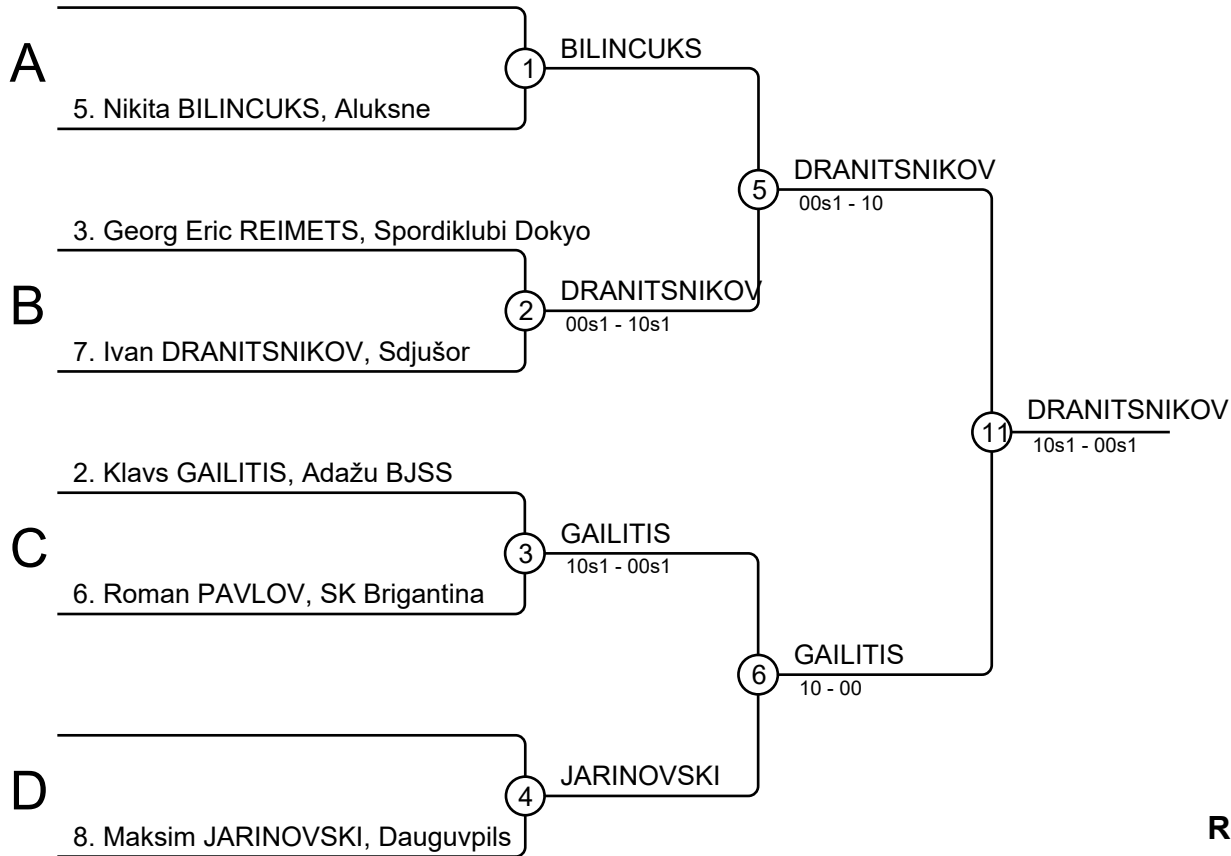 A
1
BILINCUKS
5. Nikita BILINCUKS, Aluksne
5
DRANITSNIKOV
00s1 - 10
3. Georg Eric REIMETS, Spordiklubi Dokyo
B
2
DRANITSNIKOV
00s1 - 10s1
7. Ivan DRANITSNIKOV, Sdjušor
11
DRANITSNIKOV
10s1 - 00s1
2. Klavs GAILITIS, Adažu BJSS
C
3
GAILITIS
10s1 - 00s1
6. Roman PAVLOV, SK Brigantina
6
GAILITIS
10 - 00
D
4
JARINOVSKI
8. Maksim JARINOVSKI, Dauguvpils
R